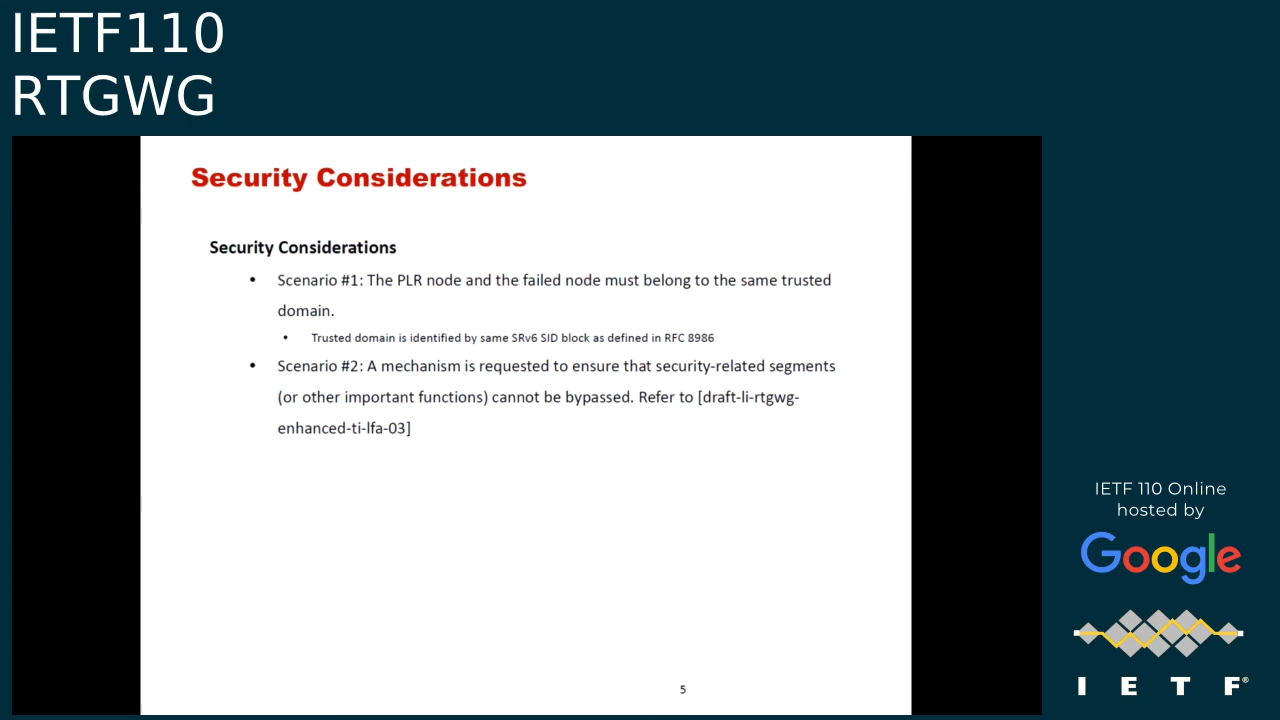 IETF110
RTGWG
Security Considerations
Security Considerations
• Scenario #1: The PLR node and the failed node must belong to the same trusted
domain.
• Trusted domain is identified by same SRv6 SID block as defined in RFC 8986
• Scenario #2: A mechanism is requested to ensure that security-related segments
(or other important functions) cannot be bypassed. Refer to [draft-li-rtgwg-
enhanced-ti-lfa-03]
5
IETF 110 Online
hosted by
Google
I E T F®